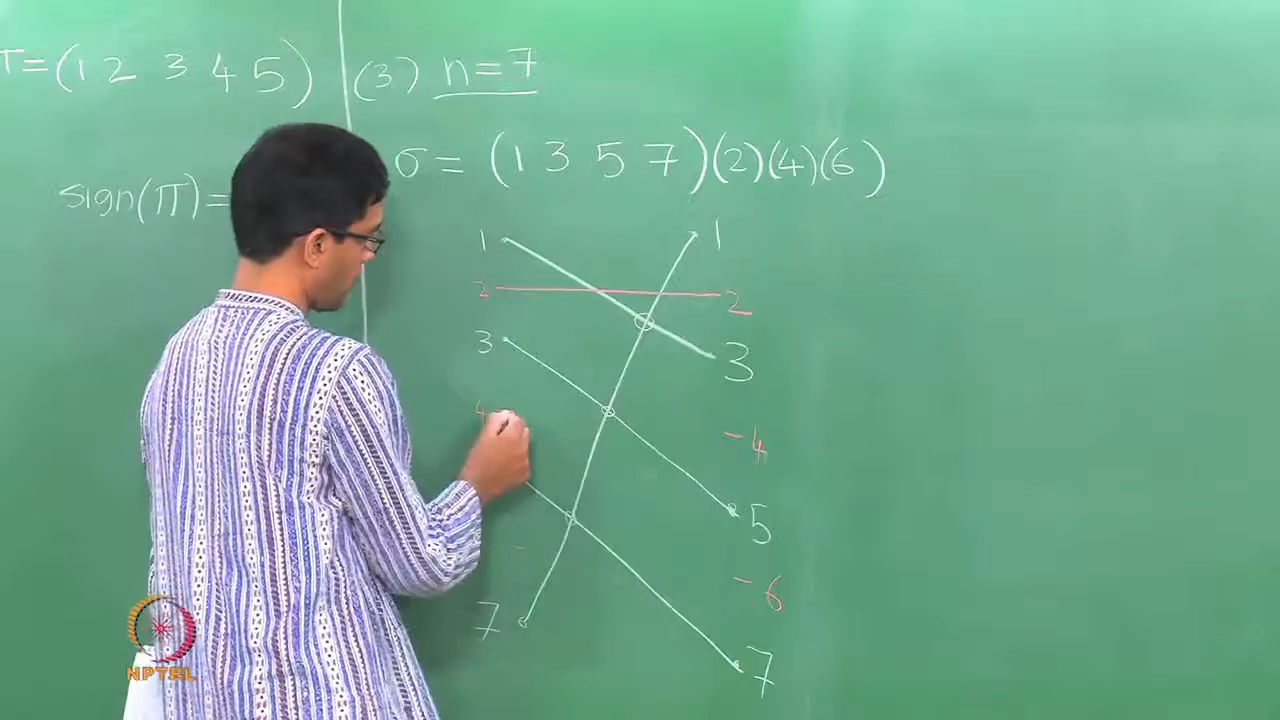 π=(1 2 3 4 5)
sign(π)=
(3) n=7
σ= (1 3 5 7)(2)(4)(6)
1 1
2 2
3 3
4 - 4
5
- - 6
7 7
NPTEL